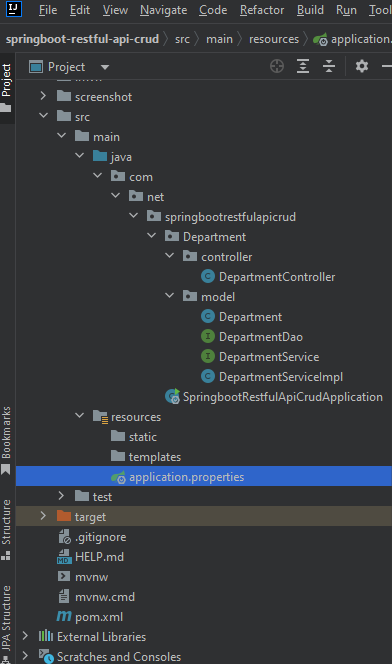 IJ File Edit View Navigate Code Refactor Build Run Tool
springboot-restful-api-crud > src > main > resources > application.
Project
Project
screenshot
src
main
java
com
net
springbootrestfulapicrud
Department
controller
DepartmentController
model
Department
DepartmentDao
DepartmentService
DepartmentServiceImpl
SpringbootRestfulApiCrudApplication
resources
static
templates
application.properties
test
target
.gitignore
HELP.md
mvnw
mvnw.cmd
pom.xml
External Libraries
Scratches and Consoles
Bookmarks
Structure
JPA Structure